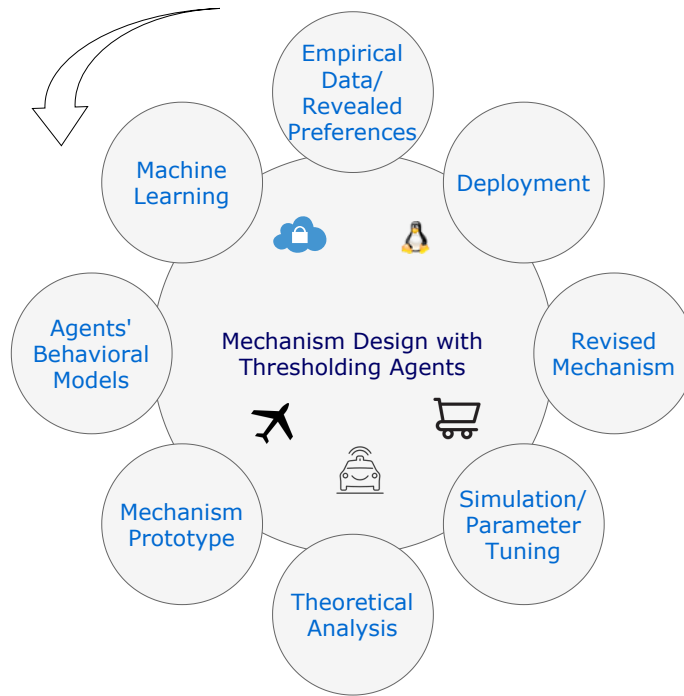 Empirical
Data/
Revealed
Preferences
Machine
Learning
Deployment
Agents'
Behavioral
Models
Mechanism Design with
Thresholding Agents
Revised
Mechanism
Mechanism
Prototype
Simulation/
Parameter
Tuning
Theoretical
Analysis